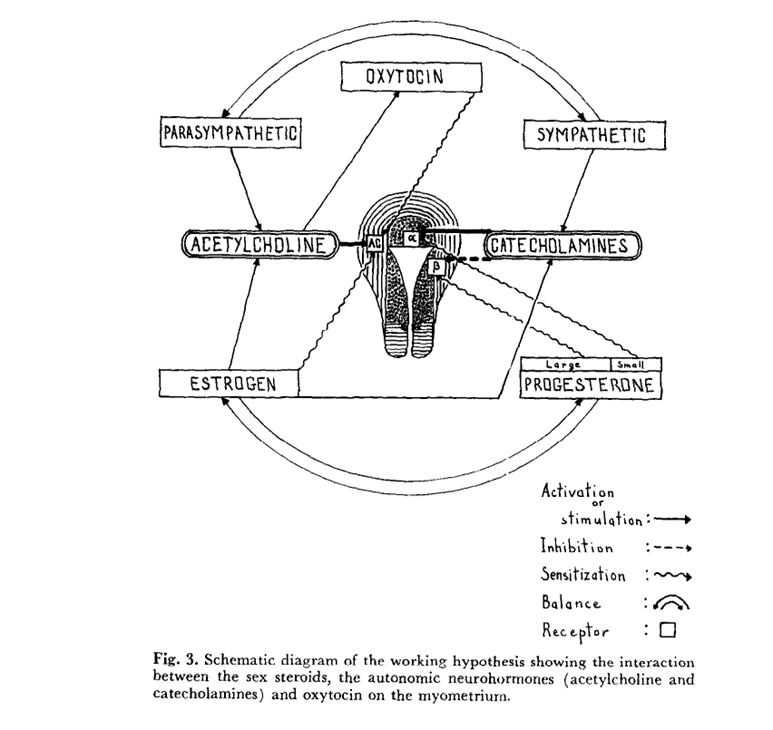 OXYTOCIN
PARASYMPATHETIC
SYMPATHETIC
ACETYLCHOLINE
AC
α
CATECHOLAMINES
β
Large
Small
ESTROGEN
PROGESTERONE
Activation
or
stimulation :
Inhibition :
Sensitization :
Balance :
Receptor :
Fig. 3. Schematic diagram of the working hypothesis showing the interaction
between the sex steroids, the autonomic neurohormones (acetylcholine and
catecholamines) and oxytocin on the myometrium.